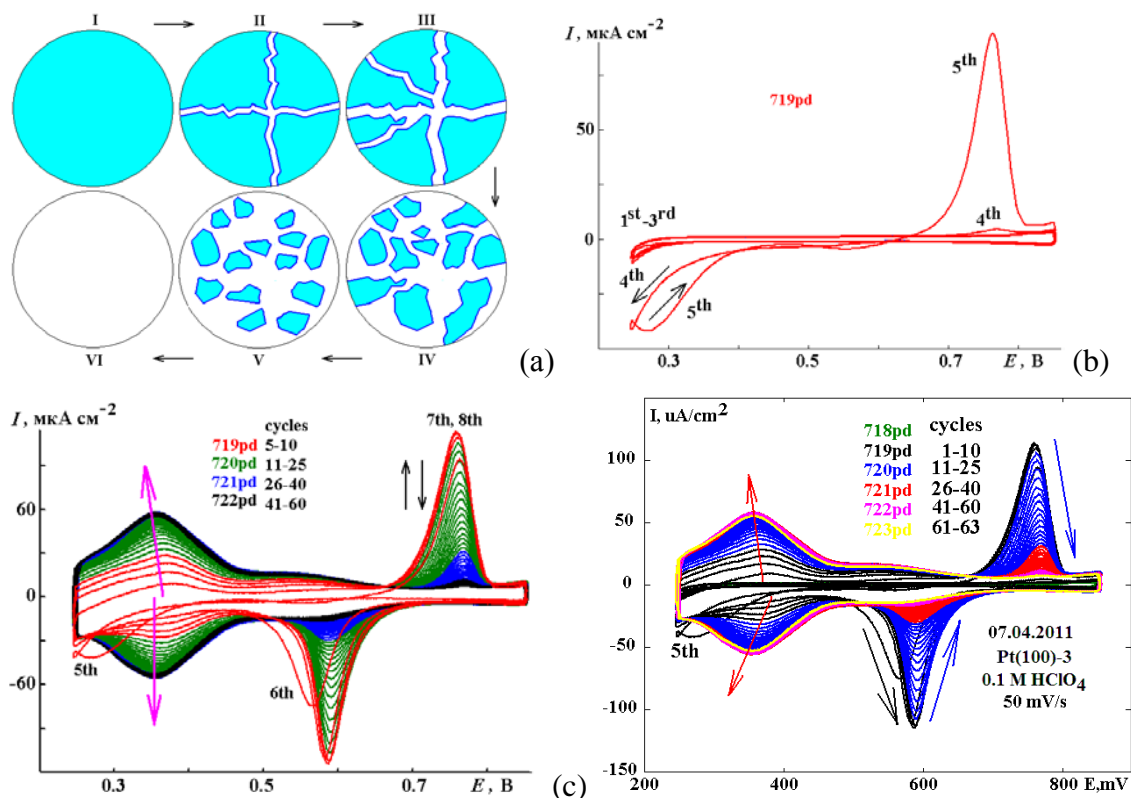 I II III
VI V IV
(a)
I , мкА см⁻²
719pd
5th
4th
1st-3rd
4th
5th
50
0
0.3 0.5 0.7 E, В
(b)
I , мкА см⁻²
cycles
719pd 5-10
720pd 11-25
721pd 26-40
722pd 41-60
7th, 8th
5th
6th
60
0
-60
0.3 0.5 0.7 E, В
(c)
I, uA/cm²
cycles
718pd
719pd 1-10
720pd 11-25
721pd 26-40
722pd 41-60
723pd 61-63
5th
07.04.2011
Pt(100)-3
0.1 M HClO₄
50 mV/s
100
50
0
-50
-100
-150
200 400 600 800 E,mV